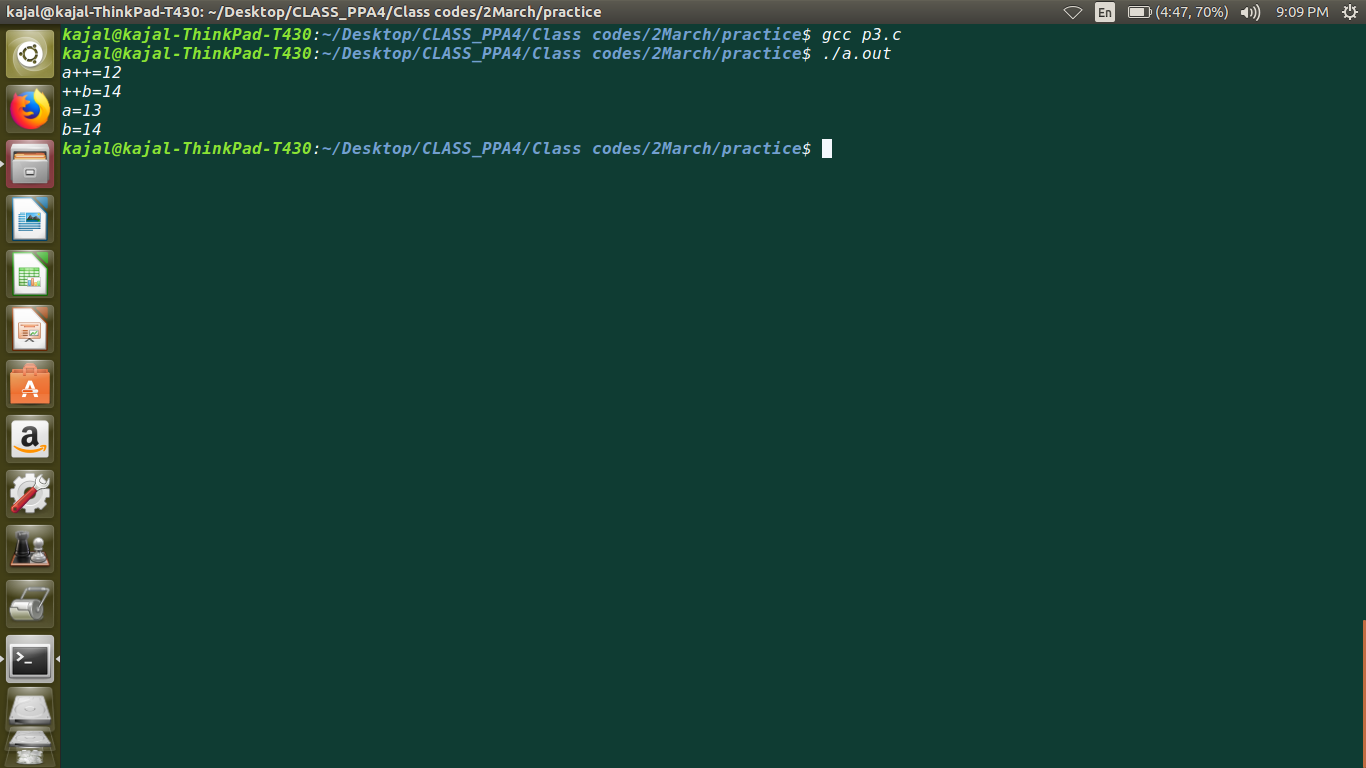 kajal@kajal-ThinkPad-T430: ~/Desktop/CLASS_PPA4/Class codes/2March/practice
En (4:47, 70%) 9:09 PM
kajal@kajal-ThinkPad-T430:~/Desktop/CLASS_PPA4/Class codes/2March/practice$ gcc p3.c
kajal@kajal-ThinkPad-T430:~/Desktop/CLASS_PPA4/Class codes/2March/practice$ ./a.out
a++=12
++b=14
a=13
b=14
kajal@kajal-ThinkPad-T430:~/Desktop/CLASS_PPA4/Class codes/2March/practice$